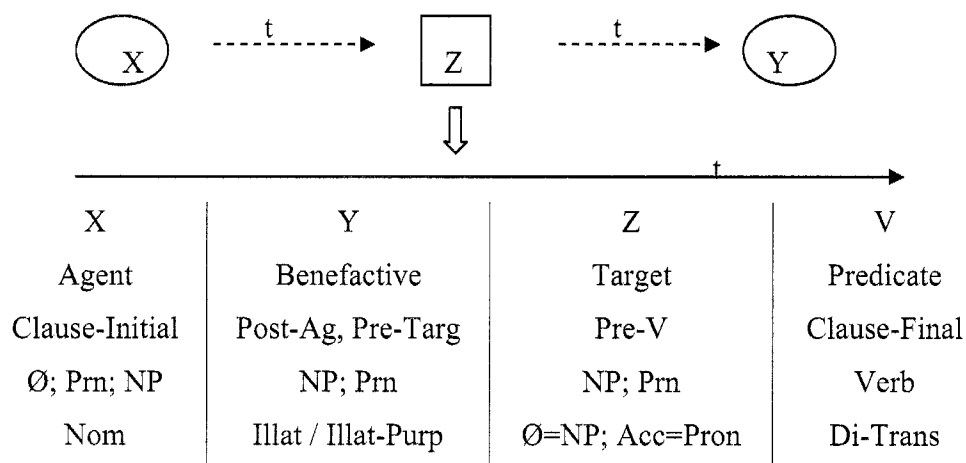 t t
X Z Y
t
X Y Z V
Agent Benefactive Target Predicate
Clause-Initial Post-Ag, Pre-Targ Pre-V Clause-Final
Ø; Prn; NP NP; Prn NP; Prn Verb
Nom Illat / Illat-Purp Ø=NP; Acc=Pron Di-Trans